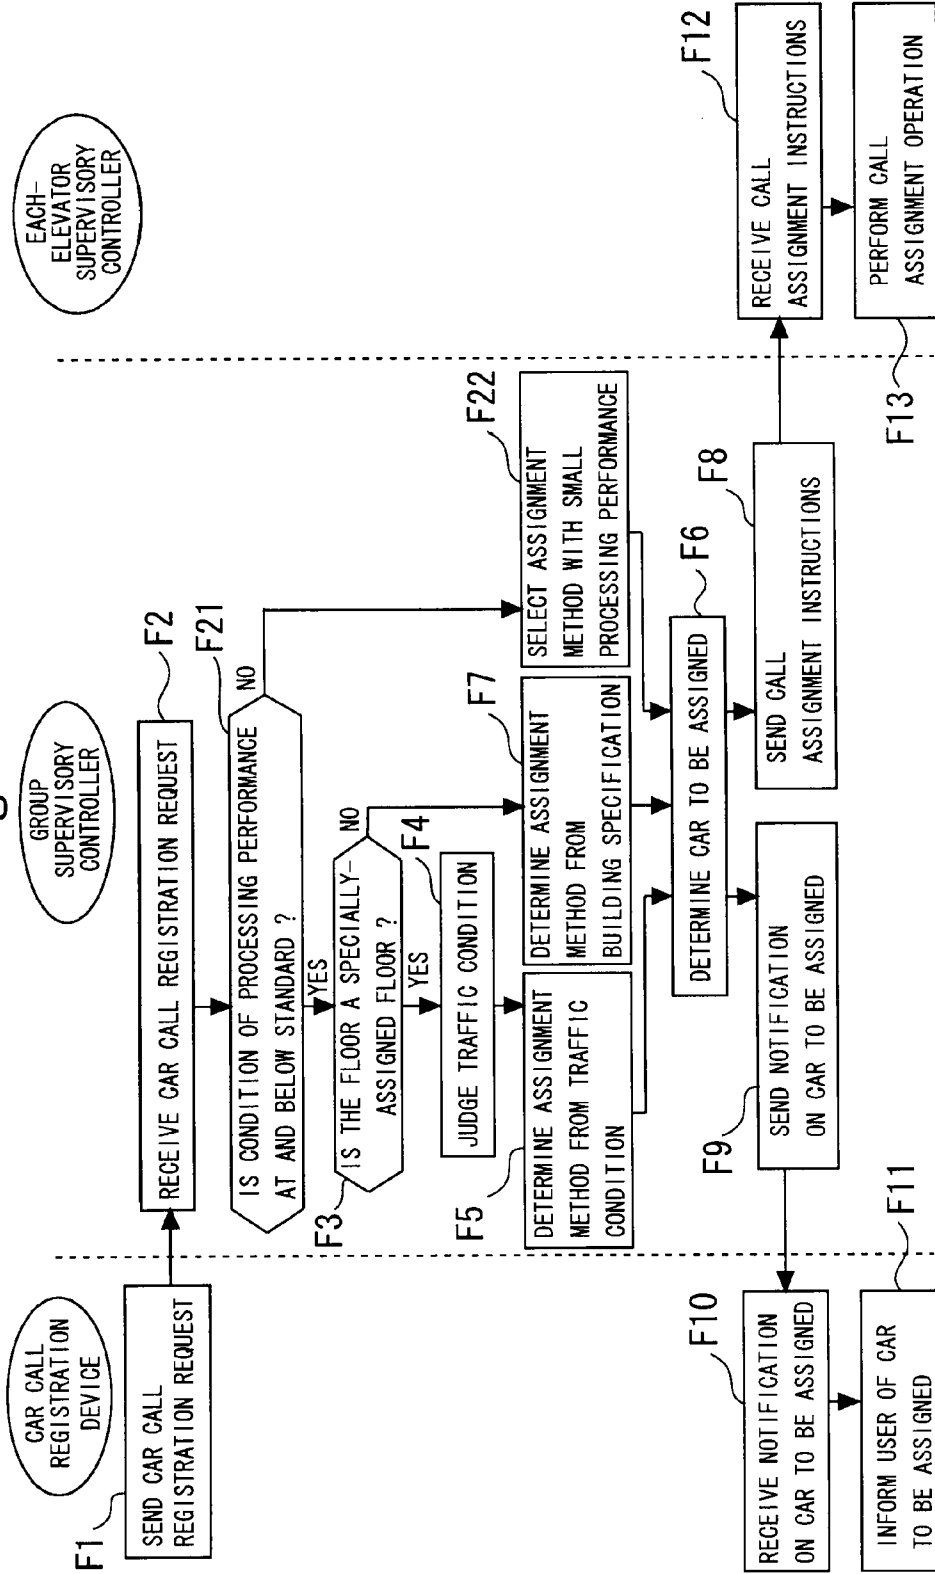 CAR CALL
REGISTRATION
DEVICE
GROUP
SUPERVISORY
CONTROLLER
EACH-
ELEVATOR
SUPERVISORY
CONTROLLER
F1
SEND CAR CALL
REGISTRATION REQUEST
F2
RECEIVE CAR CALL REGISTRATION REQUEST
F21
IS CONDITION OF PROCESSING PERFORMANCE
AT AND BELOW STANDARD ?
NO
YES
F3
IS THE FLOOR A SPECIALLY-
ASSIGNED FLOOR ?
NO
YES
F4
JUDGE TRAFFIC CONDITION
F5
DETERMINE ASSIGNMENT
METHOD FROM TRAFFIC
CONDITION
F7
DETERMINE ASSIGNMENT
METHOD FROM
BUILDING SPECIFICATION
F22
SELECT ASSIGNMENT
METHOD WITH SMALL
PROCESSING PERFORMANCE
F6
DETERMINE CAR TO BE ASSIGNED
F9
SEND NOTIFICATION
ON CAR TO BE ASSIGNED
F8
SEND CALL
ASSIGNMENT INSTRUCTIONS
F10
RECEIVE NOTIFICATION
ON CAR TO BE ASSIGNED
F11
INFORM USER OF CAR
TO BE ASSIGNED
F12
RECEIVE CALL
ASSIGNMENT INSTRUCTIONS
F13
PERFORM CALL
ASSIGNMENT OPERATION